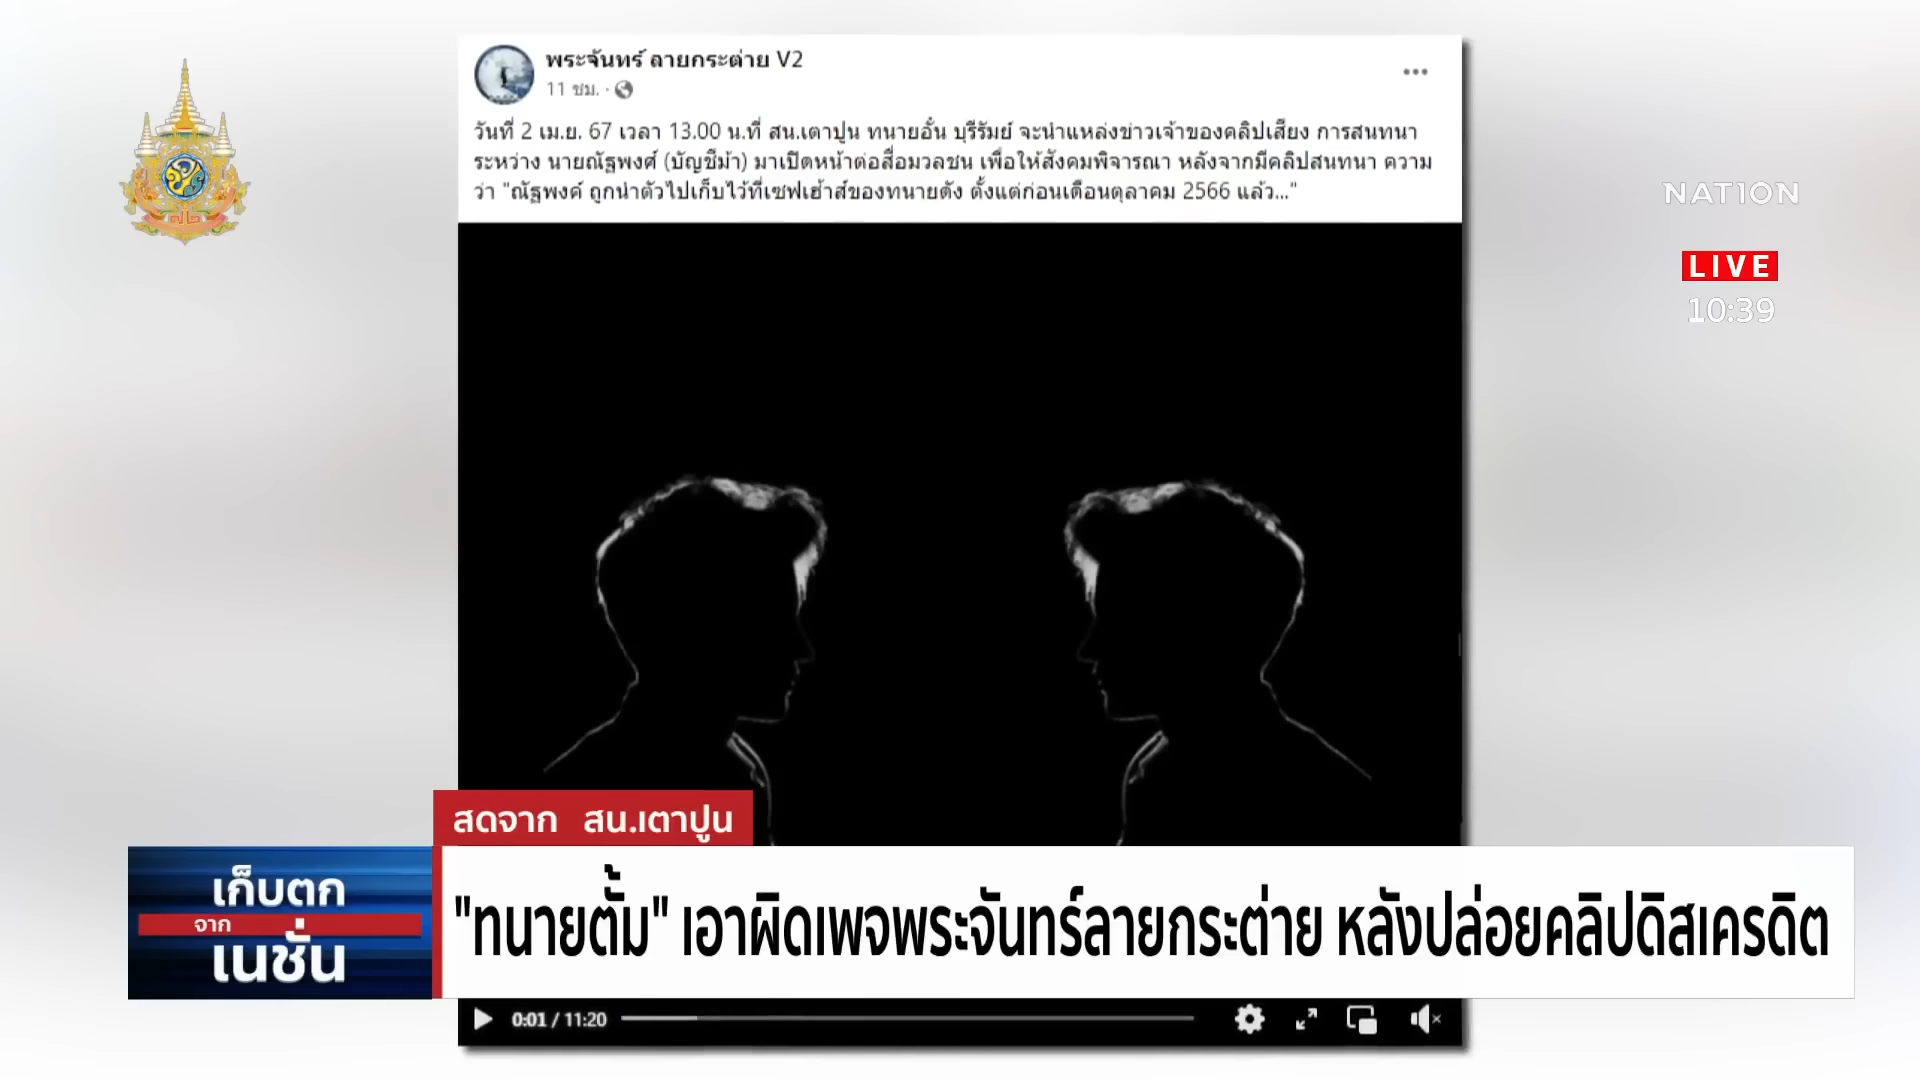 พระจันทร์ ลายกระต่าย V2
11 ชม.
วันที่ 2 เม.ย. 67 เวลา 13.00 น.ที่ สน.เตาปูน ทนายอั๋น บุรีรัมย์ จะนำแหล่งข่าวเจ้าของคลิปเสียง การสนทนา
ระหว่าง นายณัฐพงศ์ (บัญชีม้า) มาเปิดหน้าต่อสื่อมวลชน เพื่อให้สังคมพิจารณา หลังจากมีคลิปสนทนา ความ
ว่า "ณัฐพงค์ ถูกนำตัวไปเก็บไว้ที่เซฟเฮ้าส์ของทนายดัง ตั้งแต่ก่อนเดือนตุลาคม 2566 แล้ว..."
NATION
LIVE
10:39
๗๒
สดจาก สน.เตาปูน
เก็บตก
จาก
เนชั่น
"ทนายตั้ม" เอาผิดเพจพระจันทร์ลายกระต่าย หลังปล่อยคลิปดิสเครดิต
0:01 / 11:20